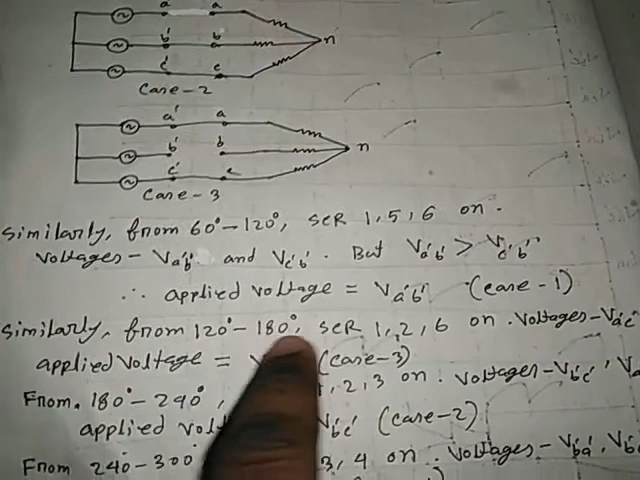 a' a
b' b n
c' c
Case-2
a' a
b' b n
c' c
Case-3
Similarly, from 60°-120°, SCR 1,5,6 on.
Voltages - Va'b' and Vc'b'. But Va'b' > Vc'b'
∴ applied voltage = Va'b' (case-1)
Similarly, from 120°-180°, SCR 1,2,6 on. Voltages - Va'c'
applied voltage = V (case-3)
From. 180°-240°, 1,2,3 on. Voltages - Vb'c', Va
applied volt Vb'c' (case-2)
From 240-300° 3,4 on. Voltages - Vb'a', Vb'c